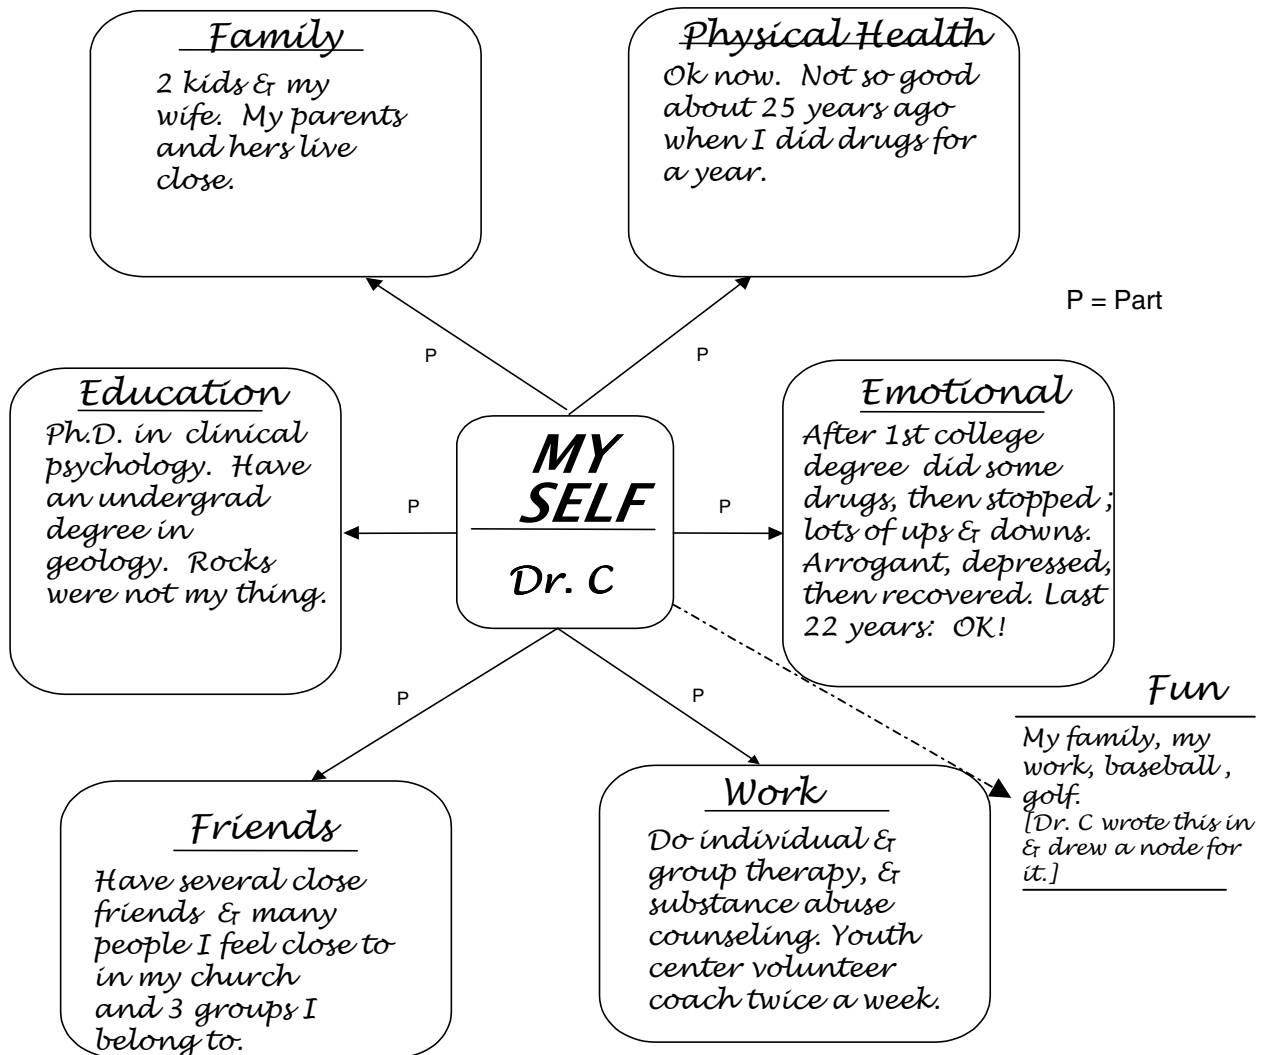 Family
2 kids & my
wife.  My parents
and hers live
close.
Physical Health
Ok now.  Not so good
about 25 years ago
when I did drugs for
a year.
P = Part
P
P
Education
Ph.D. in  clinical
psychology.  Have
an undergrad
degree in
geology.  Rocks
were not my thing.
P
MY
SELF
Dr. C
P
Emotional
After 1st college
degree  did some
drugs, then stopped ;
lots of ups & downs.
Arrogant, depressed,
then recovered. Last
22 years:  OK!
P
P
Fun
My family, my
work, baseball ,
golf.
[Dr. C wrote this in
& drew a node for
it.]
Friends
Have several close
friends  & many
people I feel close to
in my church
and 3 groups I
belong to.
Work
Do individual &
group therapy, &
substance abuse
counseling. Youth
center volunteer
coach twice a week.